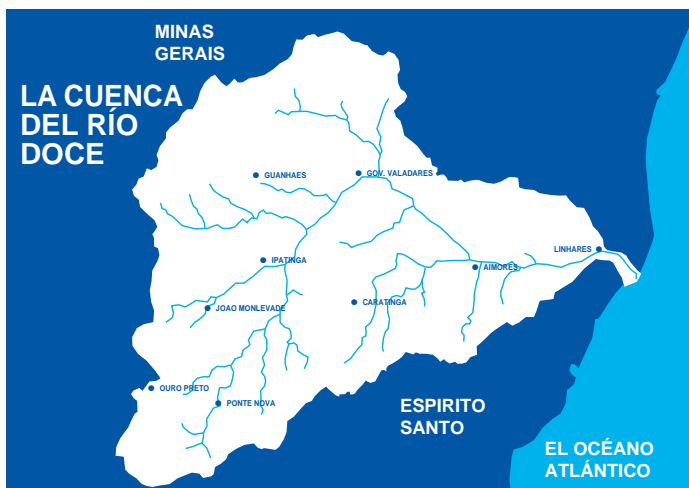 MINAS
GERAIS
LA CUENCA
DEL RÍO
DOCE
GUANHAES
GOV. VALADARES
LINHARES
IPATINGA
AIMORES
JOAO MONLEVADE
CARATINGA
OURO PRETO
PONTE NOVA
ESPIRITO
SANTO
EL OCÉANO
ATLÁNTICO